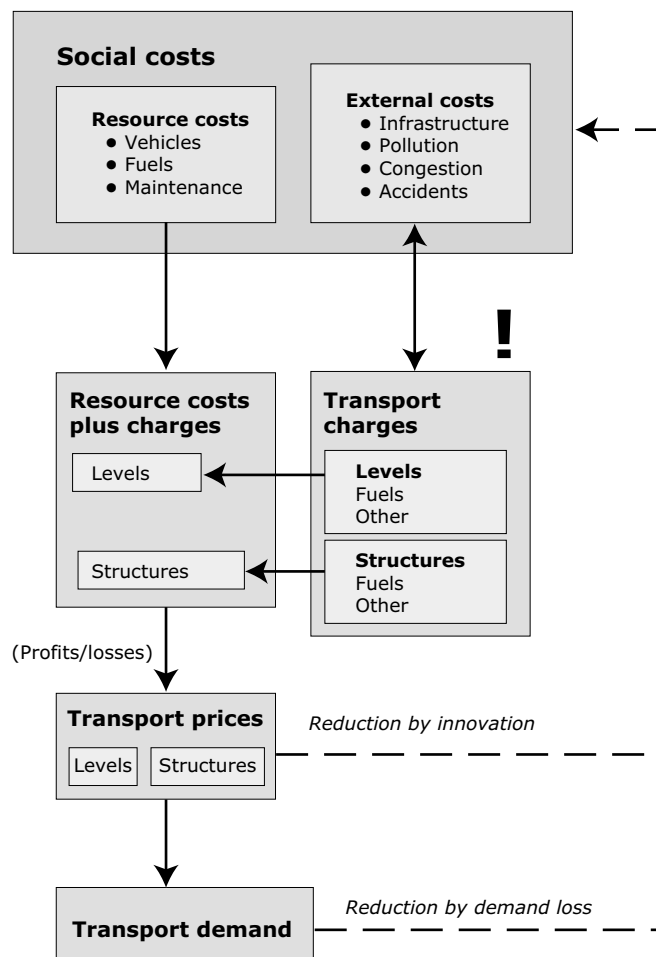 Social costs
Resource costs
● Vehicles
● Fuels
● Maintenance
External costs
● Infrastructure
● Pollution
● Congestion
● Accidents
!
Resource costs
plus charges
Levels
Structures
Transport
charges
Levels
Fuels
Other
Structures
Fuels
Other
(Profits/losses)
Transport prices
Levels
Structures
Reduction by innovation
Transport demand
Reduction by demand loss